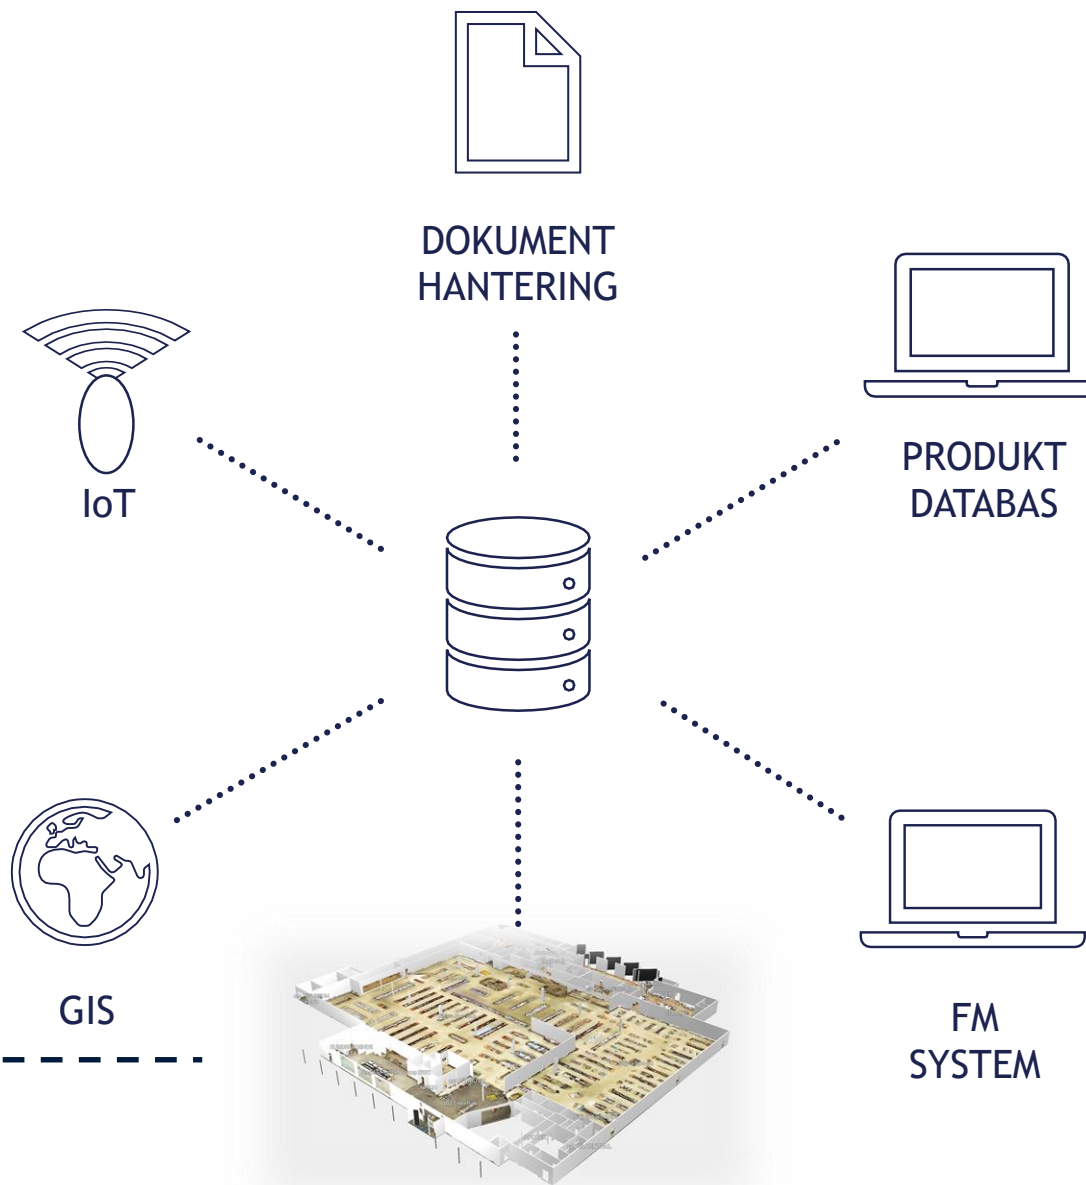 DOKUMENT
HANTERING
IoT
PRODUKT
DATABAS
GIS
FM
SYSTEM